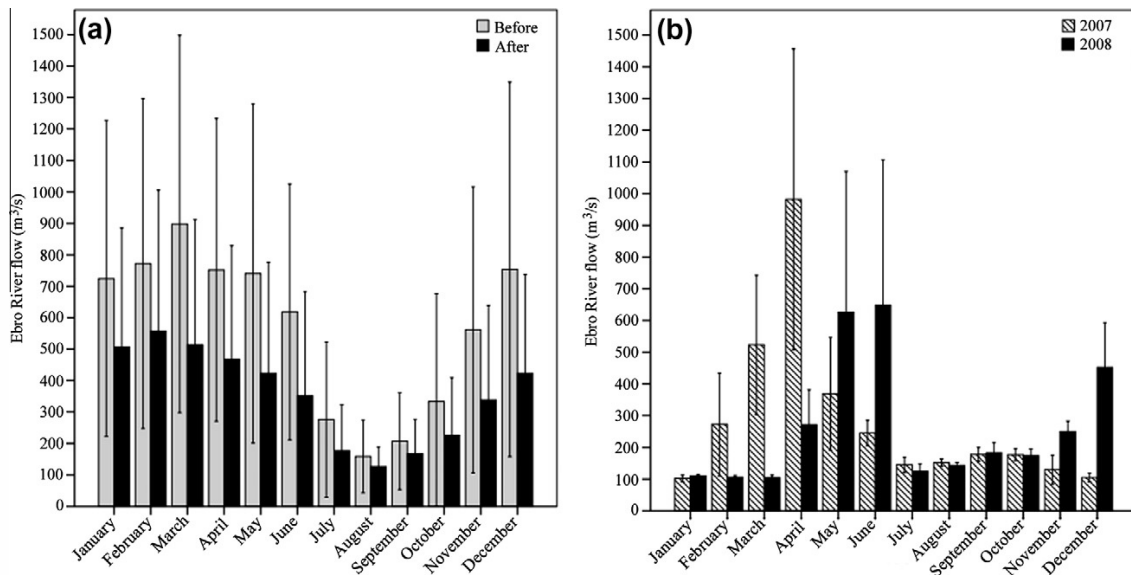 (a)
Before
After
Ebro River flow (m³/s)
1500
1400
1300
1200
1100
1000
900
800
700
600
500
400
300
200
100
0
January
February
March
April
May
June
July
August
September
October
November
December
(b)
2007
2008
Ebro River flow (m³/s)
1500
1400
1300
1200
1100
1000
900
800
700
600
500
400
300
200
100
0
January
February
March
April
May
June
July
August
September
October
November
December